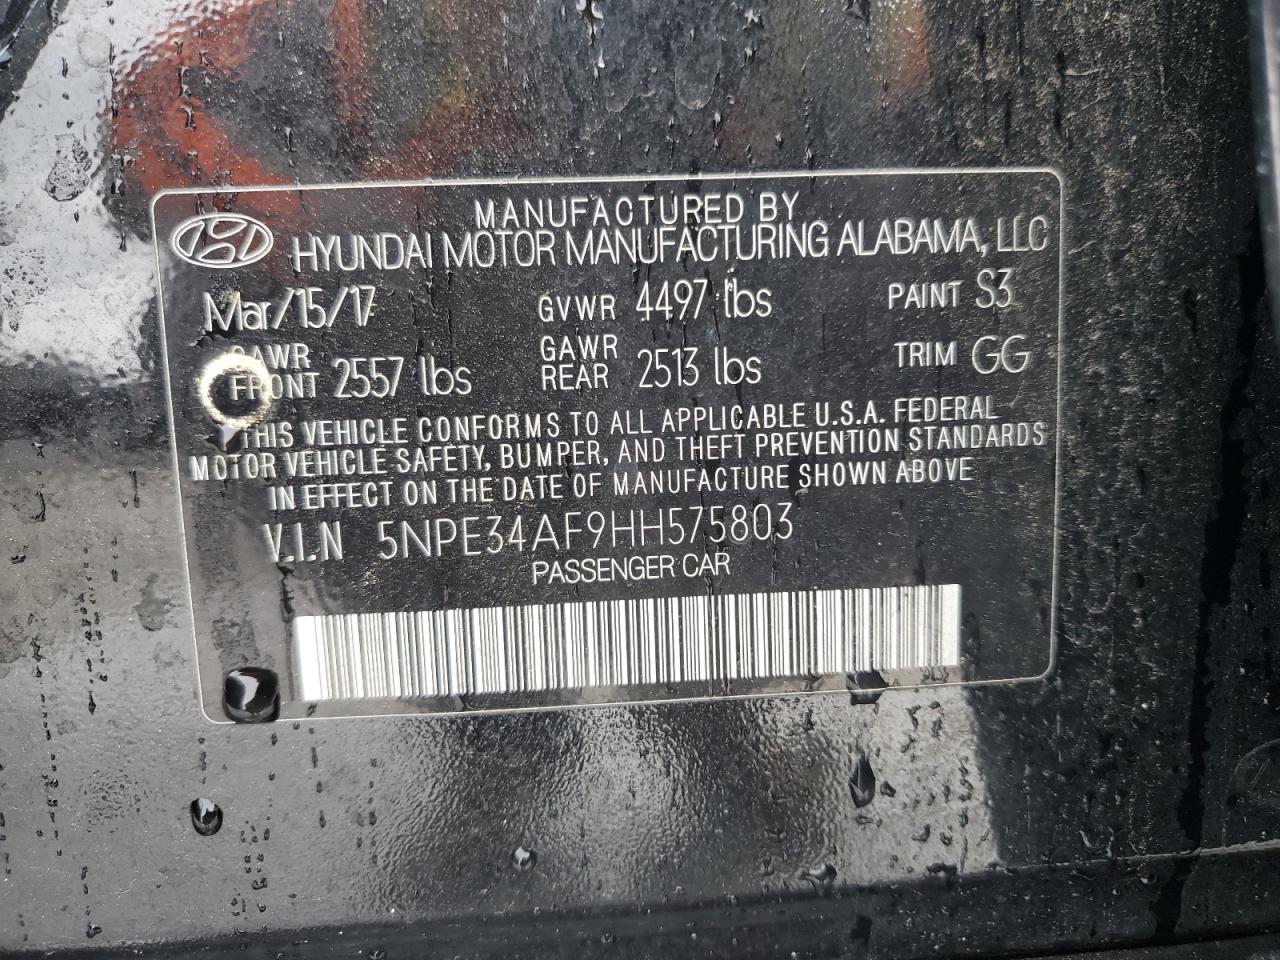 MANUFACTURED BY
HYUNDAI MOTOR MANUFACTURING ALABAMA, LLC
Mar/15/17 GVWR 4497 lbs PAINT S3
GAWR FRONT 2557 lbs GAWR REAR 2513 lbs TRIM GG
THIS VEHICLE CONFORMS TO ALL APPLICABLE U.S.A. FEDERAL
MOTOR VEHICLE SAFETY, BUMPER, AND THEFT PREVENTION STANDARDS
IN EFFECT ON THE DATE OF MANUFACTURE SHOWN ABOVE
V.I.N 5NPE34AF9HH575803
PASSENGER CAR